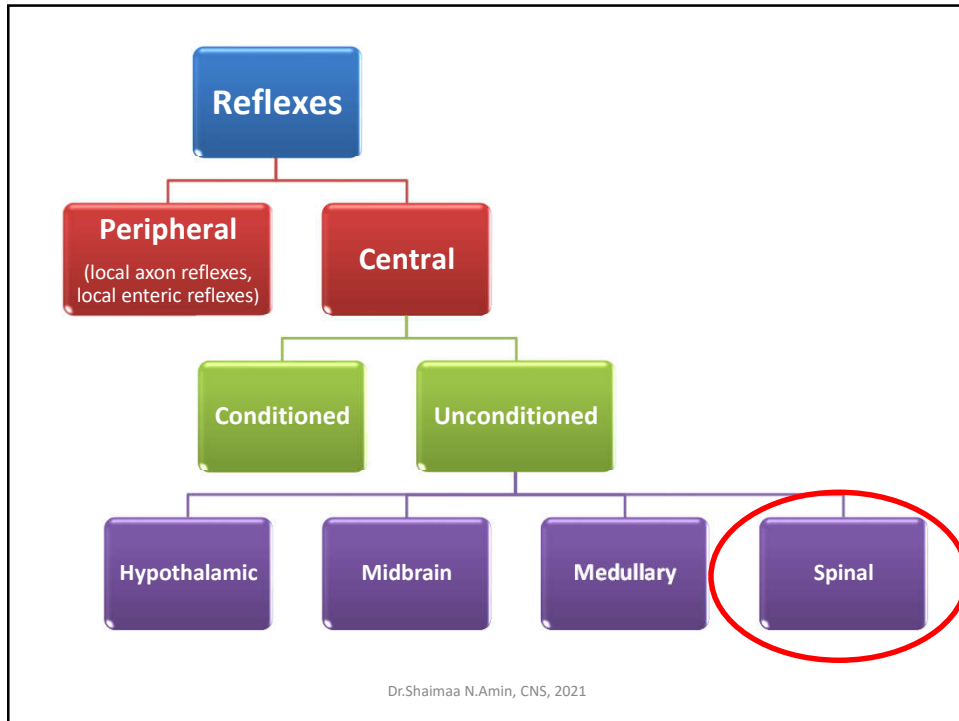 Reflexes
Peripheral
(local axon reflexes,
local enteric reflexes)
Central
Conditioned
Unconditioned
Hypothalamic
Midbrain
Medullary
Spinal
Dr.Shaimaa N.Amin, CNS, 2021